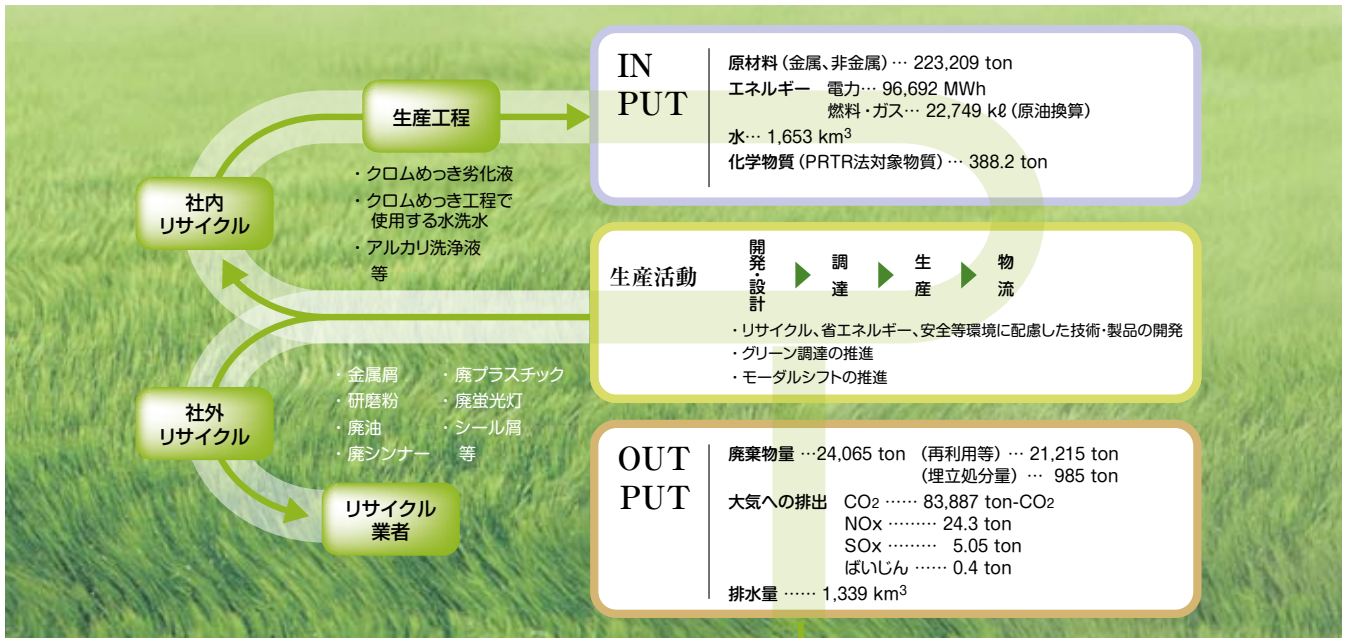 生産工程
・クロムめっき劣化液
・クロムめっき工程で
使用する水洗水
・アルカリ洗浄液
等
社内
リサイクル
社外
リサイクル
・金属屑
・研磨粉
・廃油
・廃シンナー
・廃プラスチック
・廃蛍光灯
・シール屑
等
リサイクル
業者
IN
PUT
原材料(金属、非金属)… 223,209 ton
エネルギー 電力… 96,692 MWh
燃料・ガス… 22,749 kℓ(原油換算)
水… 1,653 km³
化学物質(PRTR法対象物質)… 388.2 ton
生産活動
開発・設計 ▶ 調達 ▶ 生産 ▶ 物流
・リサイクル、省エネルギー、安全等環境に配慮した技術・製品の開発
・グリーン調達の推進
・モーダルシフトの推進
OUT
PUT
廃棄物量 …24,065 ton (再利用等)… 21,215 ton
(埋立処分量)… 985 ton
大気への排出 CO₂ …… 83,887 ton-CO₂
NOx ……… 24.3 ton
SOx ……… 5.05 ton
ばいじん …… 0.4 ton
排水量 …… 1,339 km³